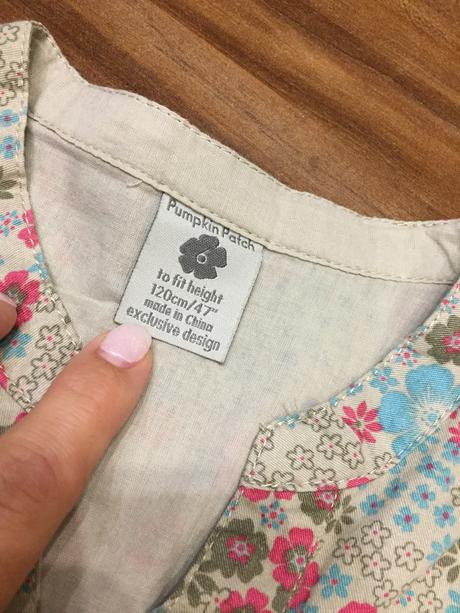 Pumpkin Patch
to fit height
120cm/47"
made in China
exclusive design